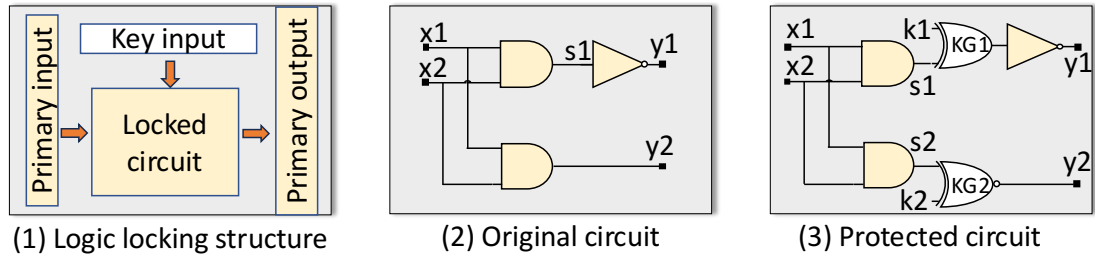 Primary input
Key input
Locked
circuit
Primary output
(1) Logic locking structure
x1
x2
s1
y1
y2
(2) Original circuit
x1
x2
k1
KG1
s1
y1
s2
KG2
k2
y2
(3) Protected circuit